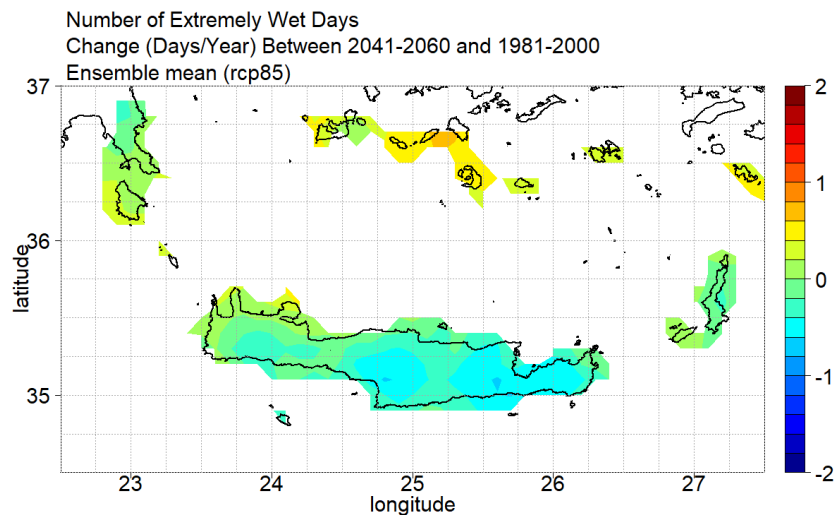 Number of Extremely Wet Days
Change (Days/Year) Between 2041-2060 and 1981-2000
Ensemble mean (rcp85)
37
36
35
latitude
23
24
25
26
27
longitude
2
1
0
-1
-2